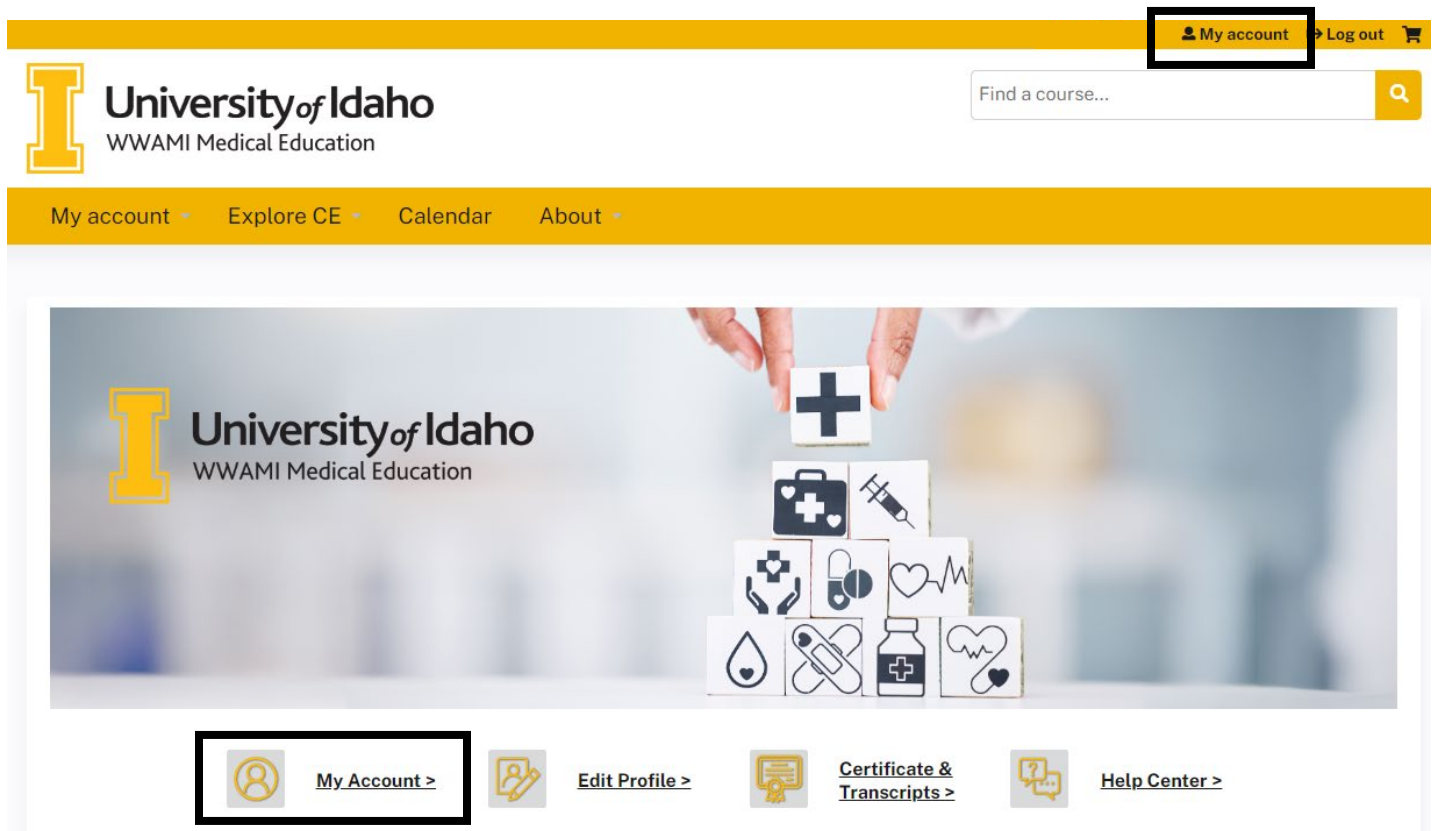 My account Log out
University of Idaho
WWAMI Medical Education
Find a course...
My account Explore CE Calendar About
University of Idaho
WWAMI Medical Education
My Account > Edit Profile > Certificate & Transcripts > Help Center >